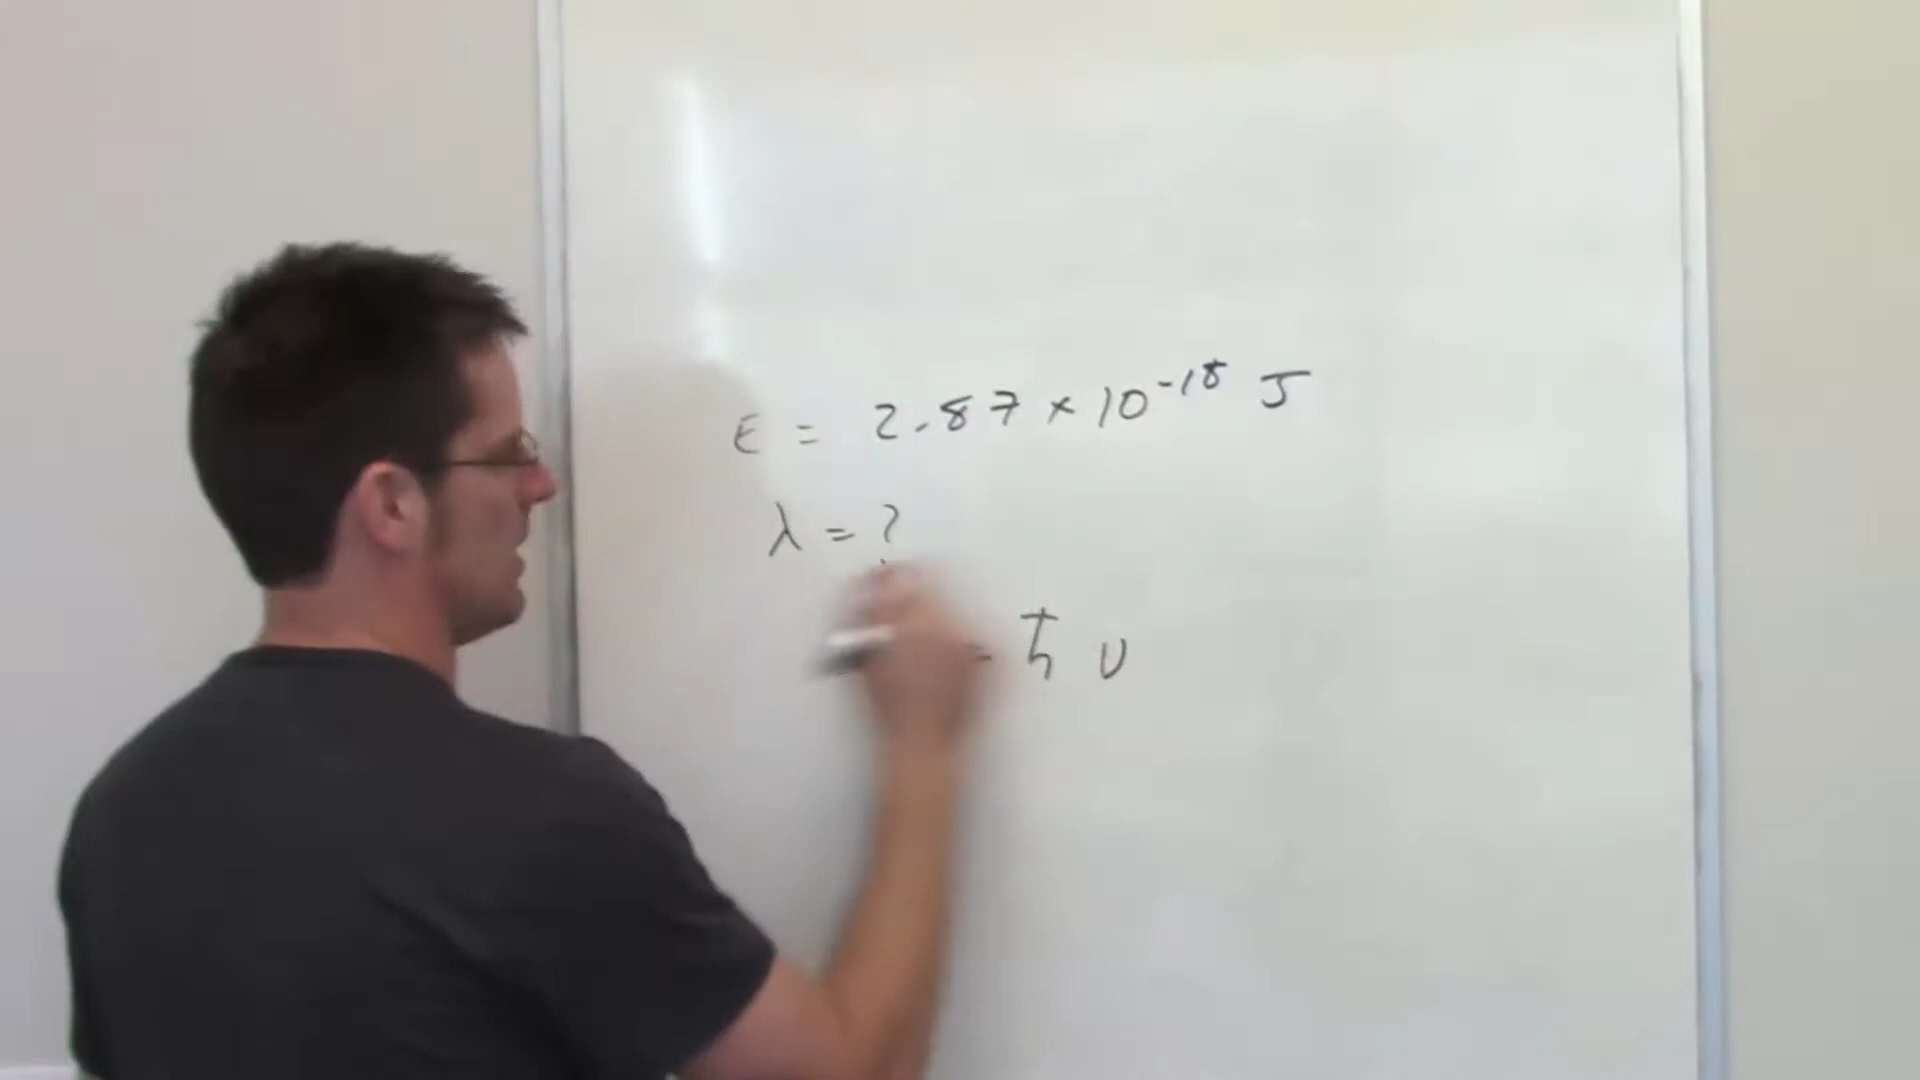 E = 2.87 × 10⁻¹⁸ J
λ = ?
ħ ν